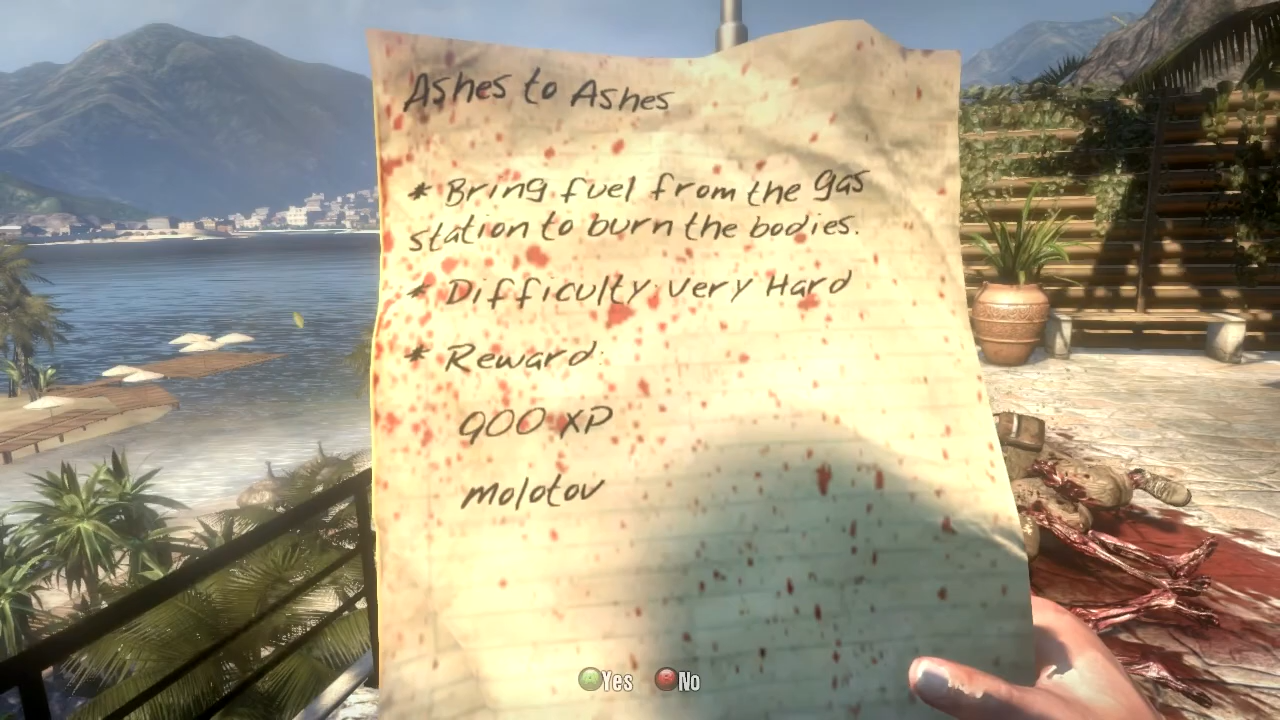 Ashes to Ashes
* Bring fuel from the gas
station to burn the bodies.
* Difficulty: Very Hard
* Reward:
900 XP
Molotov
Yes No